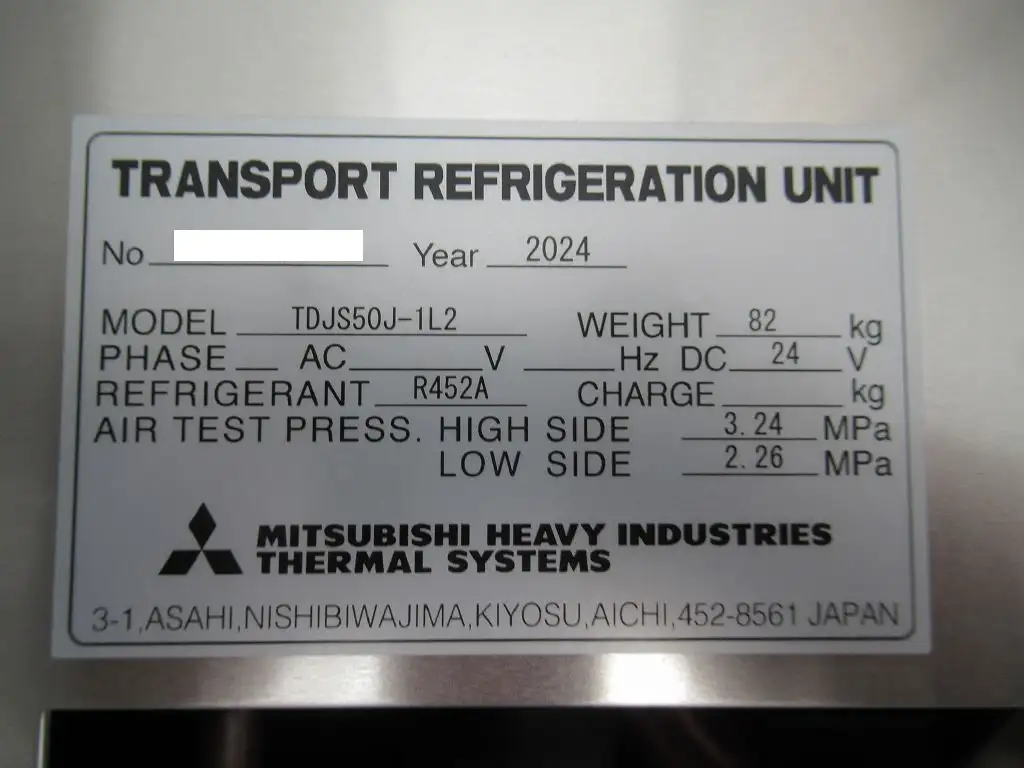 TRANSPORT REFRIGERATION UNIT
No Year 2024
MODEL TDJS50J-1L2 WEIGHT 82 kg
PHASE AC V Hz DC 24 V
REFRIGERANT R452A CHARGE kg
AIR TEST PRESS. HIGH SIDE 3.24 MPa
LOW SIDE 2.26 MPa
MITSUBISHI HEAVY INDUSTRIES
THERMAL SYSTEMS
3-1,ASAHI,NISHIBIWAJIMA,KIYOSU,AICHI,452-8561 JAPAN